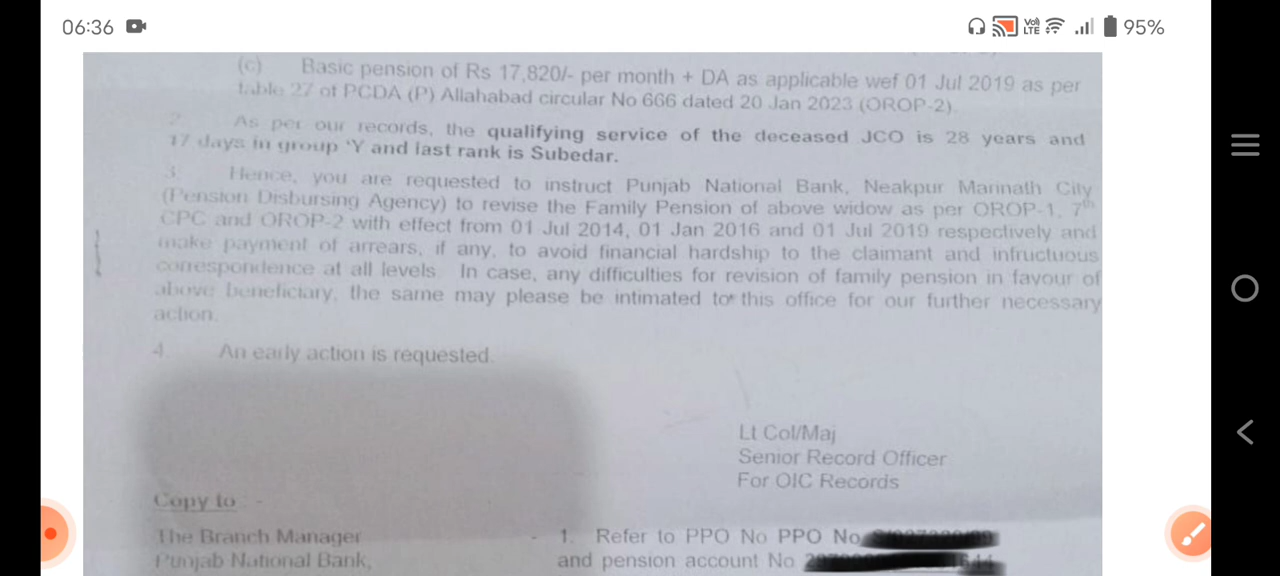 06:36 95%
Vol) LTE
(c) Basic pension of Rs 17,820/- per month + DA as applicable wef 01 Jul 2019 as per
table 27 of PCDA (P) Allahabad circular No 666 dated 20 Jan 2023 (OROP-2).
2. As per our records, the qualifying service of the deceased JCO is 28 years and
17 days in group 'Y and last rank is Subedar.
3. Hence, you are requested to instruct Punjab National Bank, Neakpur Marinath City
(Pension Disbursing Agency) to revise the Family Pension of above widow as per OROP-1, 7th
CPC and OROP-2 with effect from 01 Jul 2014, 01 Jan 2016 and 01 Jul 2019 respectively and
make payment of arrears, if any, to avoid financial hardship to the claimant and infructuous
correspondence at all levels. In case, any difficulties for revision of family pension in favour of
above beneficiary, the same may please be intimated to this office for our further necessary
action.
4. An early action is requested.
Lt Col/Maj
Senior Record Officer
For OIC Records
Copy to :-
The Branch Manager - 1. Refer to PPO No PPO No
Punjab National Bank, and pension account No